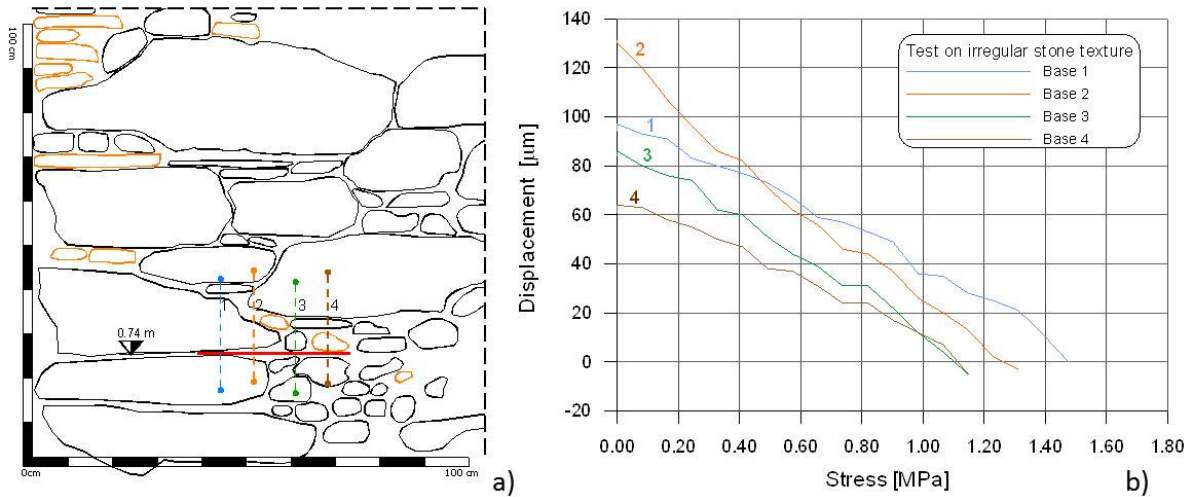 100 cm
1
2
3
4
0.74 m
0cm
100 cm
a)
b)
140
120
100
80
60
40
20
0
-20
Displacement [µm]
2
1
3
4
Test on irregular stone texture
Base 1
Base 2
Base 3
Base 4
0.00 0.20 0.40 0.60 0.80 1.00 1.20 1.40 1.60 1.80
Stress [MPa]